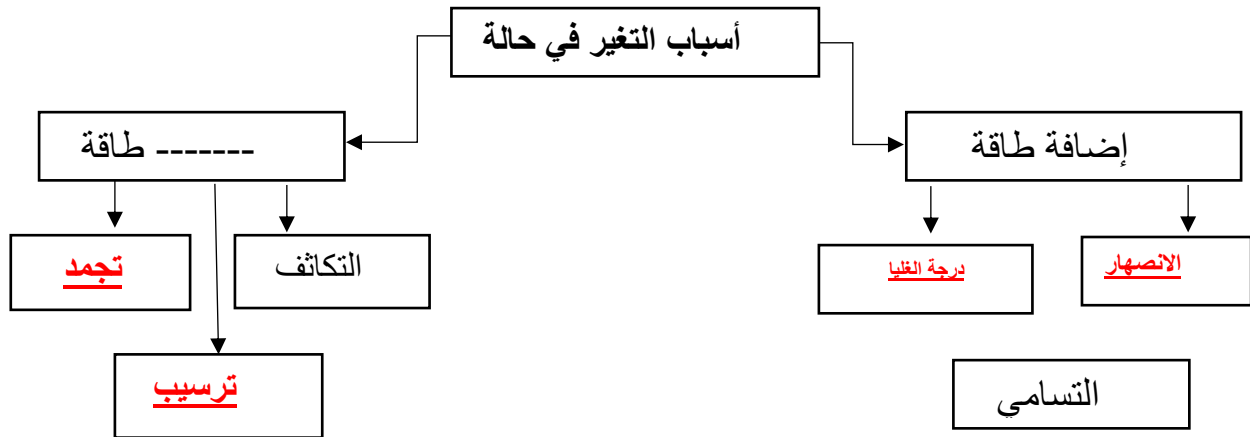 أسباب التغير في حالة
إضافة طاقة
------- طاقة
الانصهار
درجة الغليا
التكاثف
تجمد
التسامي
ترسيب